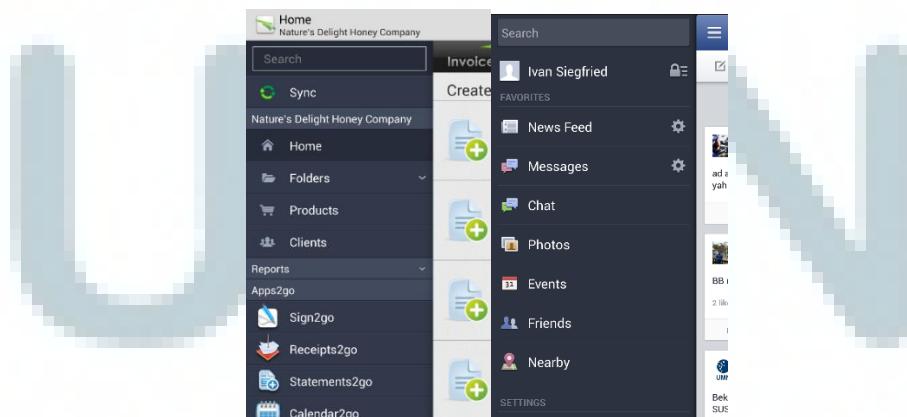 Home
Nature's Delight Honey Company
Search
Invoice
Sync
Create
Nature's Delight Honey Company
Home
Folders
Products
Clients
Reports
Apps2go
Sign2go
Receipts2go
Statements2go
Calendar2go
Search
Ivan Siegfried
FAVORITES
News Feed
Messages
Chat
Photos
31
Events
Friends
Nearby
SETTINGS
ad a
yah
BB
2 lik
UMN
Bek
SUS
U N